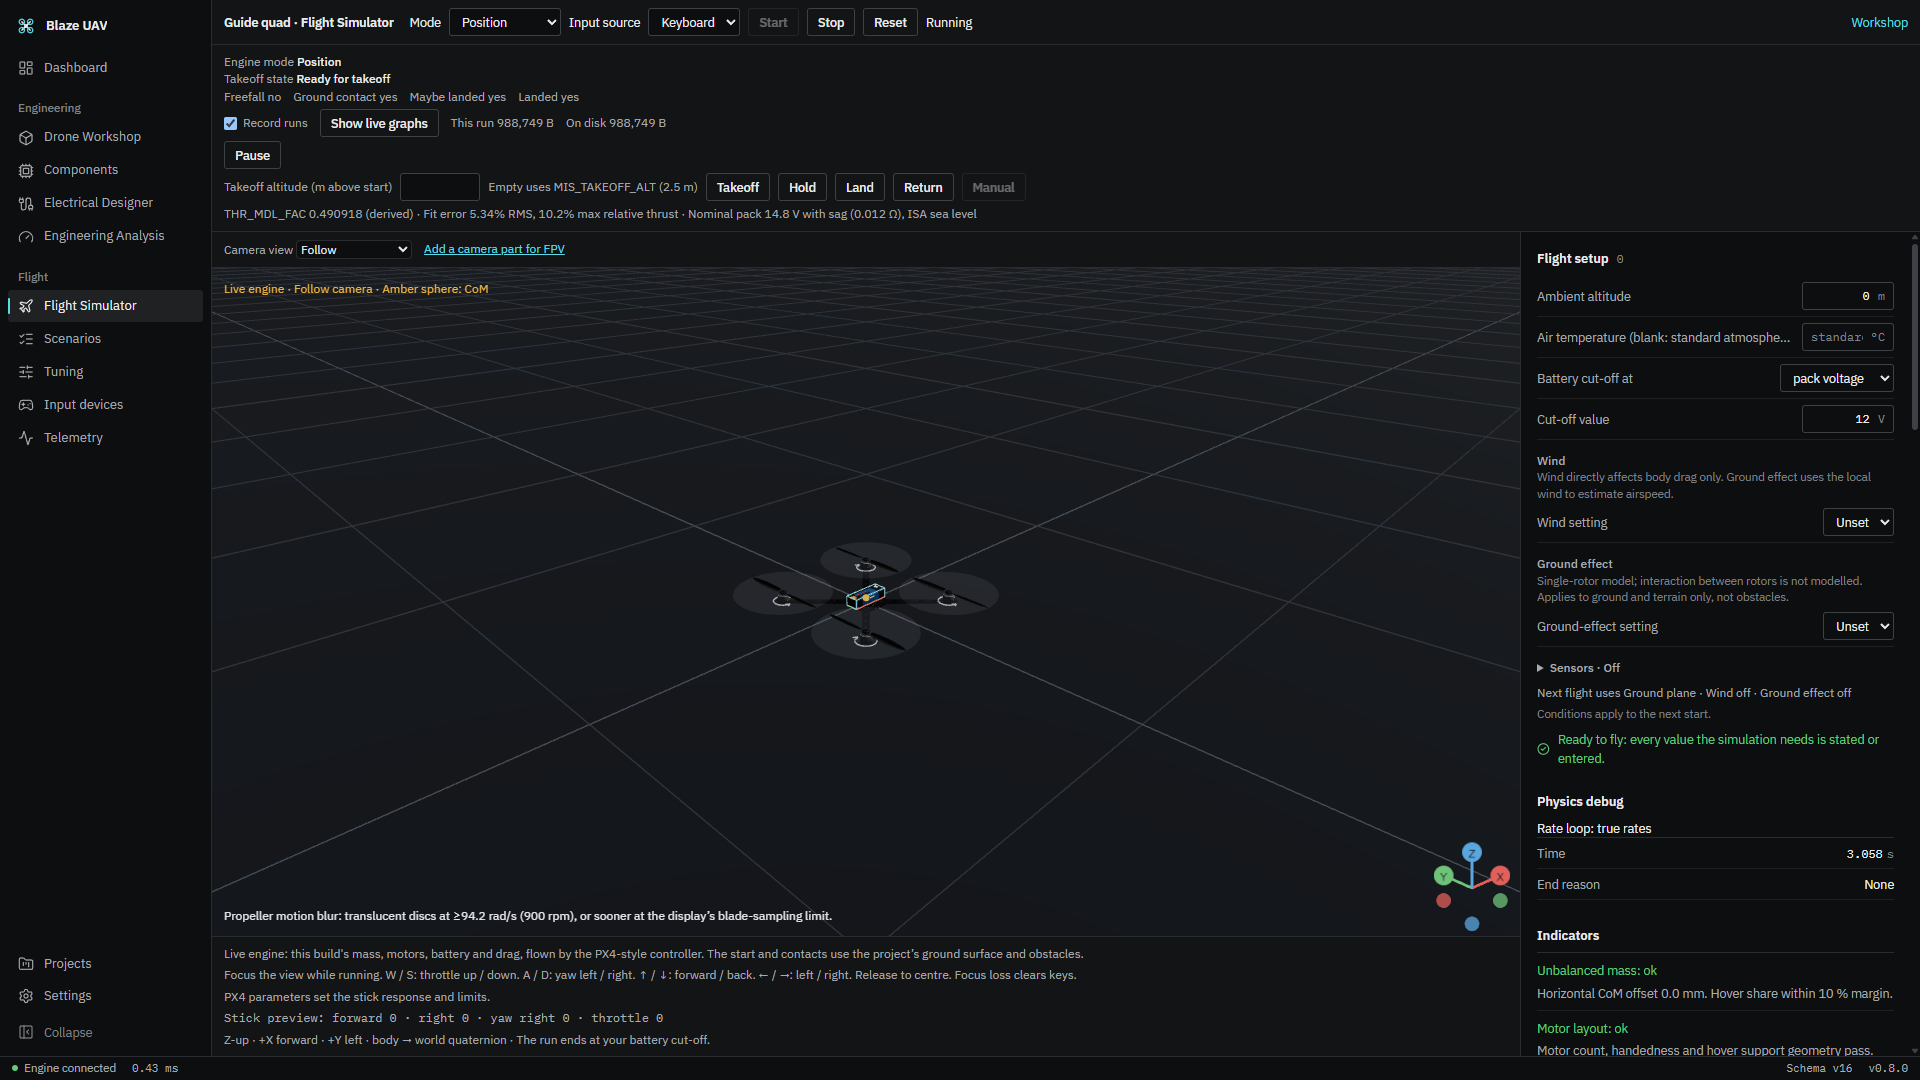 Blaze UAV
Dashboard
Engineering
Drone Workshop
Components
Electrical Designer
Engineering Analysis
Flight
Flight Simulator
Scenarios
Tuning
Input devices
Telemetry
Projects
Settings
Collapse
Guide quad · Flight Simulator Mode Position Input source Keyboard Start Stop Reset Running Workshop
Engine mode Position
Takeoff state Ready for takeoff
Freefall no Ground contact yes Maybe landed yes Landed yes
Record runs Show live graphs This run 988,749 B On disk 988,749 B
Pause
Takeoff altitude (m above start) Empty uses MIS_TAKEOFF_ALT (2.5 m) Takeoff Hold Land Return Manual
THR_MDL_FAC 0.490918 (derived) · Fit error 5.34% RMS, 10.2% max relative thrust · Nominal pack 14.8 V with sag (0.012 Ω), ISA sea level
Camera view Follow Add a camera part for FPV
Live engine · Follow camera · Amber sphere: CoM
Z
Y
X
Propeller motion blur: translucent discs at ≥94.2 rad/s (900 rpm), or sooner at the display's blade-sampling limit.
Live engine: this build's mass, motors, battery and drag, flown by the PX4-style controller. The start and contacts use the project's ground surface and obstacles.
Focus the view while running. W / S: throttle up / down. A / D: yaw left / right. ↑ / ↓: forward / back. ← / →: left / right. Release to centre. Focus loss clears keys.
PX4 parameters set the stick response and limits.
Stick preview: forward 0 · right 0 · yaw right 0 · throttle 0
Z-up · +X forward · +Y left · body → world quaternion · The run ends at your battery cut-off.
Flight setup 0
Ambient altitude 0 m
Air temperature (blank: standard atmosphe... standar °C
Battery cut-off at pack voltage
Cut-off value 12 V
Wind
Wind directly affects body drag only. Ground effect uses the local
wind to estimate airspeed.
Wind setting Unset
Ground effect
Single-rotor model; interaction between rotors is not modelled.
Applies to ground and terrain only, not obstacles.
Ground-effect setting Unset
Sensors · Off
Next flight uses Ground plane · Wind off · Ground effect off
Conditions apply to the next start.
Ready to fly: every value the simulation needs is stated or
entered.
Physics debug
Rate loop: true rates
Time 3.058 s
End reason None
Indicators
Unbalanced mass: ok
Horizontal CoM offset 0.0 mm. Hover share within 10 % margin.
Motor layout: ok
Motor count, handedness and hover support geometry pass.
Engine connected 0.43 ms
Schema v16 v0.8.0